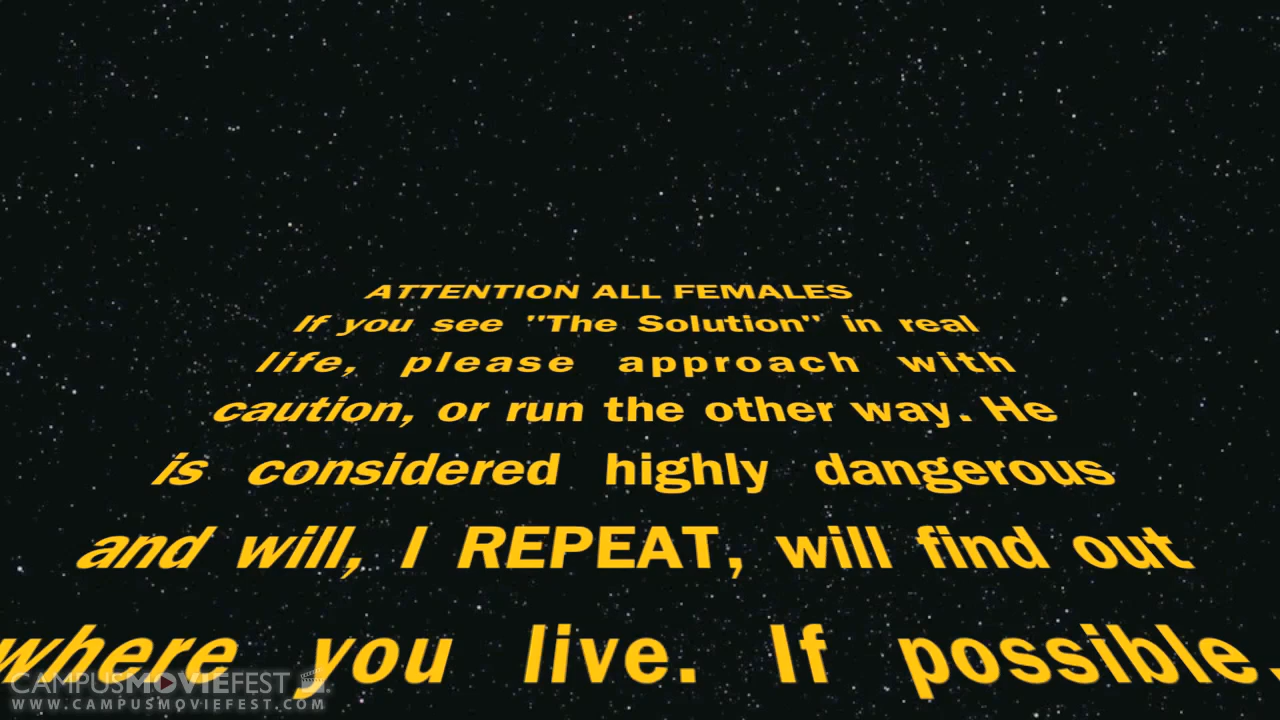 ATTENTION ALL FEMALES
If you see "The Solution" in real
life, please approach with
caution, or run the other way. He
is considered highly dangerous
and will, I REPEAT, will find out
where you live. If possible,
CAMPUSMOVIEFEST
WWW.CAMPUSMOVIEFEST.COM